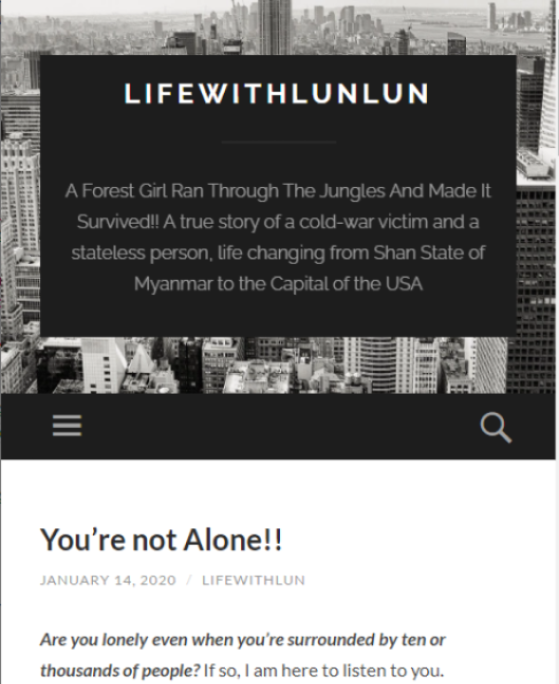 LIFEWITHLUNLUN
A Forest Girl Ran Through The Jungles And Made It
Survived!! A true story of a cold-war victim and a
stateless person, life changing from Shan State of
Myanmar to the Capital of the USA
You’re not Alone!!
JANUARY 14, 2020 / LIFEWITHLUN
Are you lonely even when you’re surrounded by ten or
thousands of people? If so, I am here to listen to you.